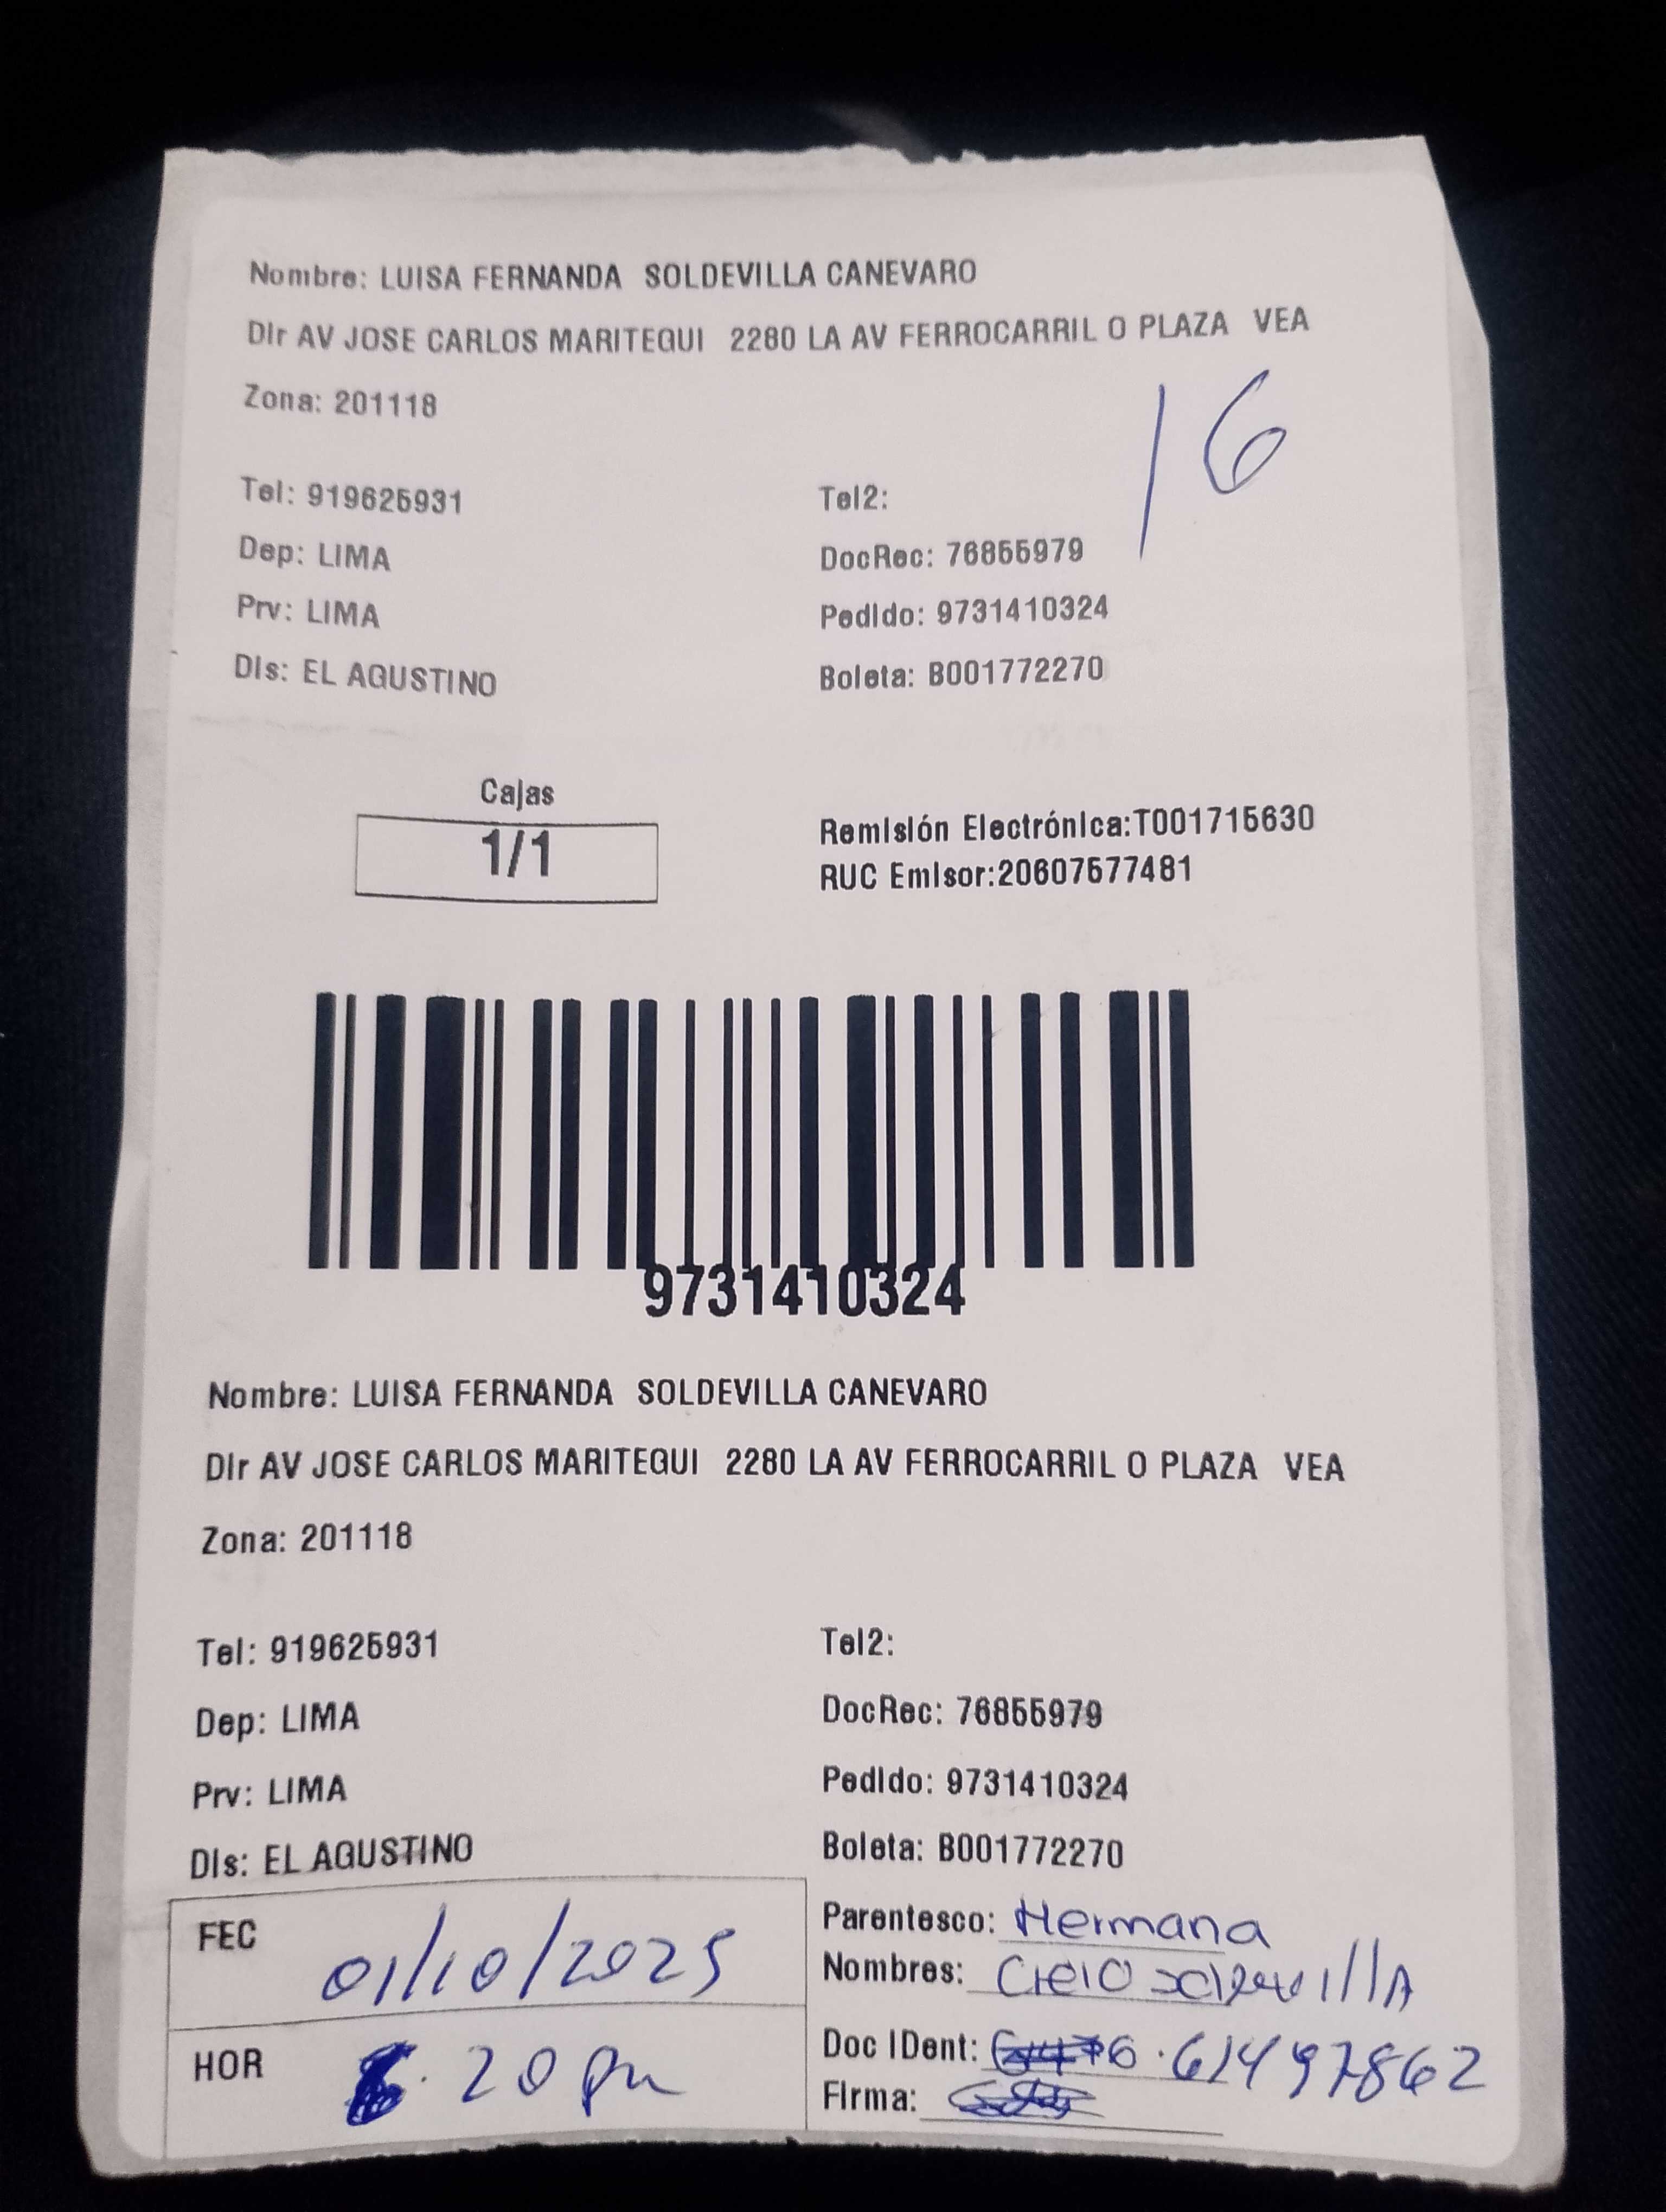 Nombre: LUISA FERNANDA SOLDEVILLA CANEVARO
Dir AV JOSE CARLOS MARITEGUI 2280 LA AV FERROCARRIL O PLAZA VEA
16
Zona: 201118
Tel: 919625931 Tel2:
Dep: LIMA DocRec: 76855979
Prv: LIMA Pedido: 9731410324
Dis: EL AGUSTINO Boleta: B001772270
Cajas
1/1
Remisión Electrónica:T001715630
RUC Emisor:20607577481
9731410324
Nombre: LUISA FERNANDA SOLDEVILLA CANEVARO
Dir AV JOSE CARLOS MARITEGUI 2280 LA AV FERROCARRIL O PLAZA VEA
Zona: 201118
Tel: 919625931 Tel2:
Dep: LIMA DocRec: 76855979
Prv: LIMA Pedido: 9731410324
Dis: EL AGUSTINO Boleta: B001772270
FEC 01/10/2025
HOR 20 pm
Parentesco: Hermana
Nombres: Cielo soldevillA
Doc IDent: 61497862
Firma: